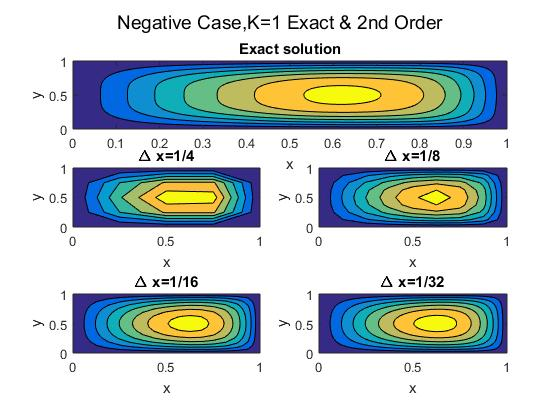 Negative Case,K=1 Exact & 2nd Order
Exact solution
1
0.5
0
y
0 0.1 0.2 0.3 0.4 0.5 0.6 0.7 0.8 0.9 1
x
Δ x=1/4
1
0.5
0
y
0 0.5 1
x
Δ x=1/8
1
0.5
0
y
0 0.5 1
x
Δ x=1/16
1
0.5
0
y
0 0.5 1
x
Δ x=1/32
1
0.5
0
y
0 0.5 1
x